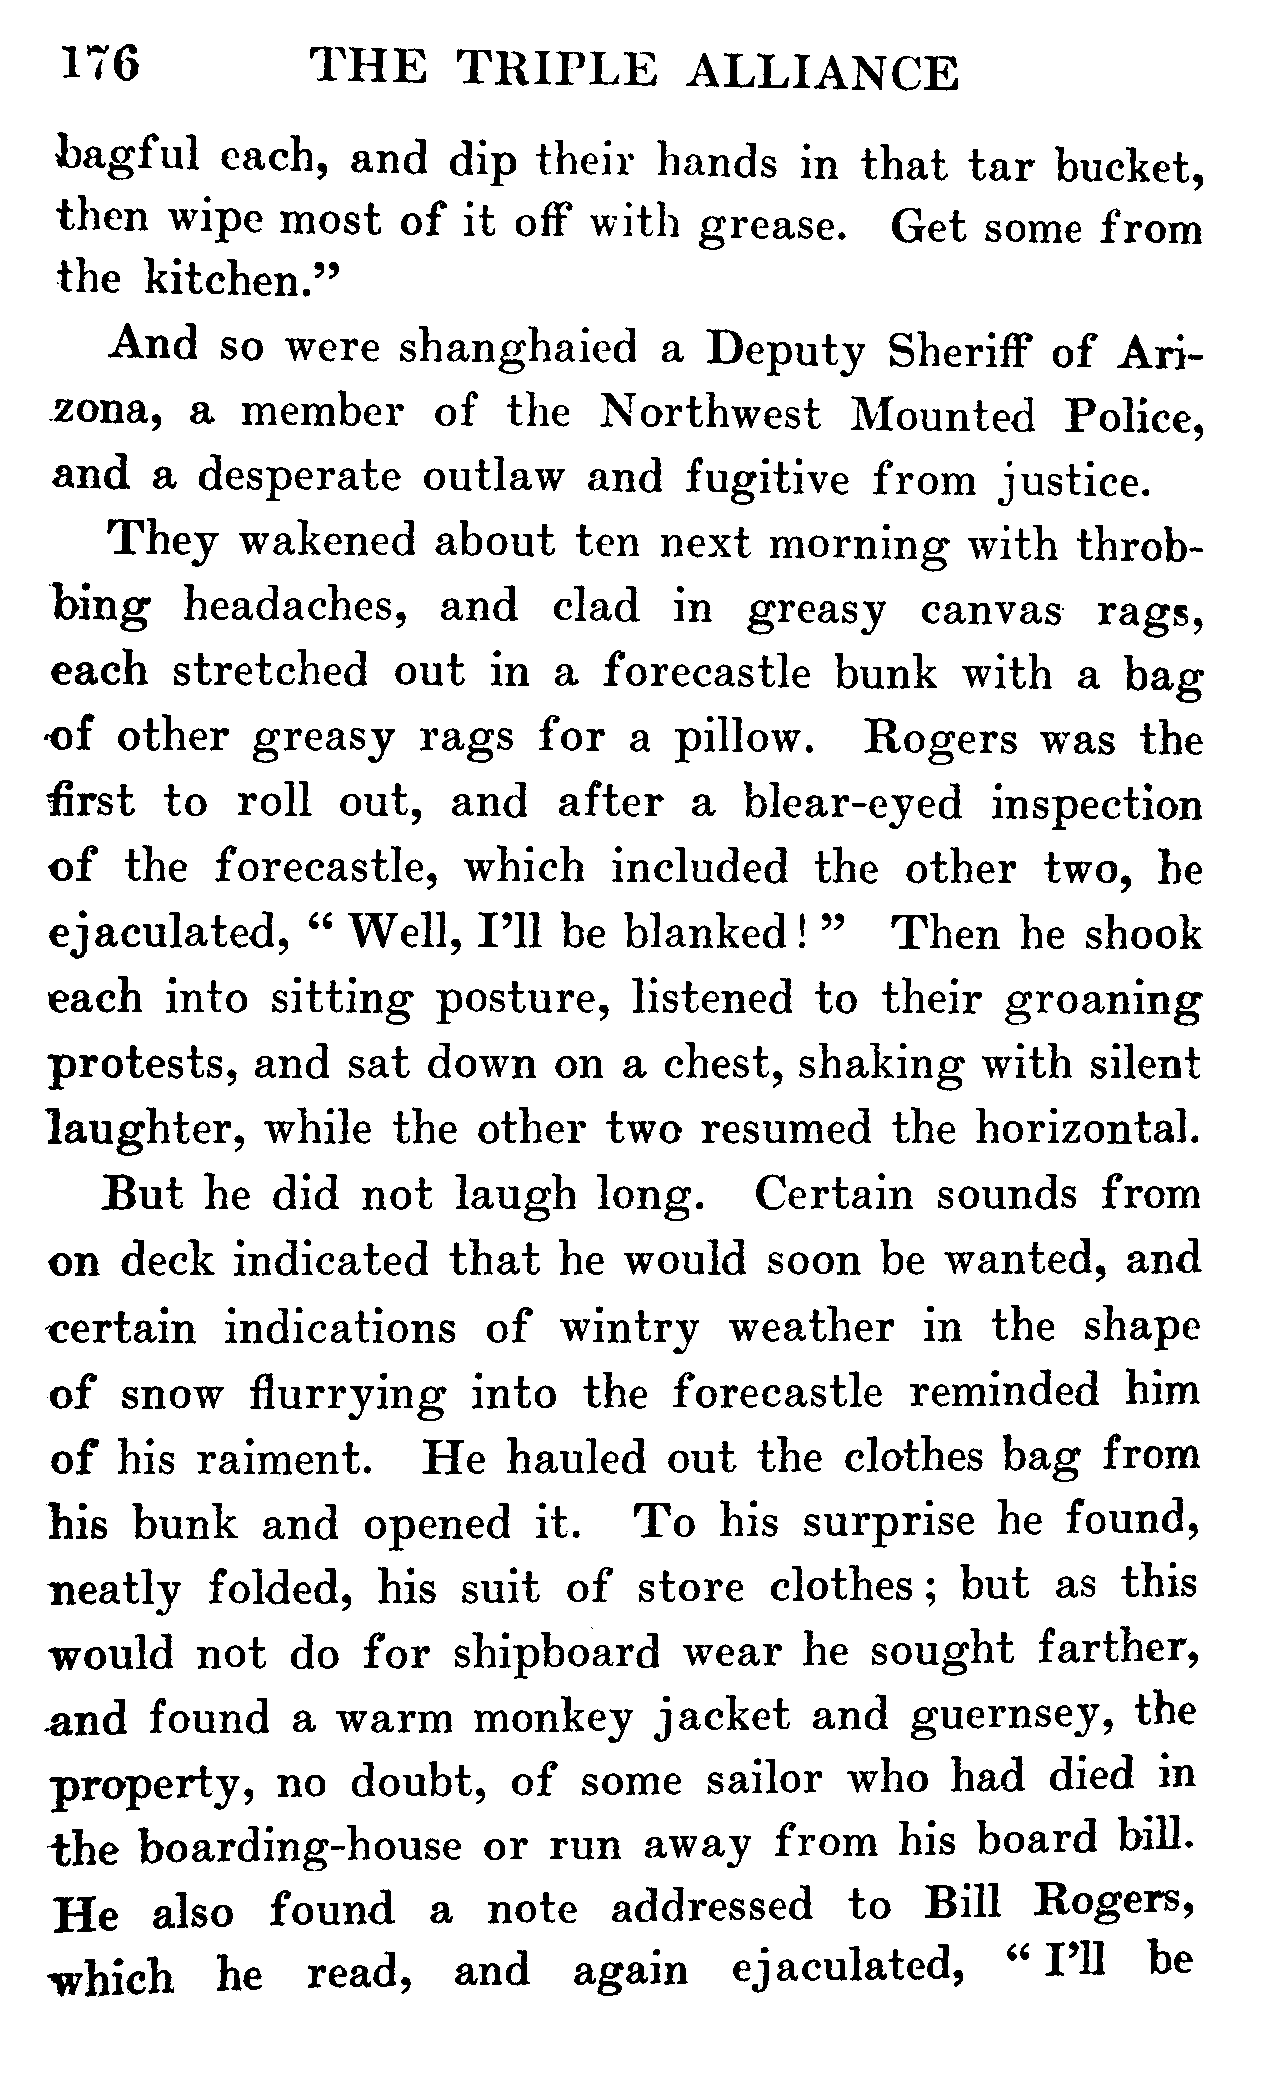 176 THE TRIPLE ALLIANCE
bagful each, and dip their hands in that tar bucket,
then wipe most of it off with grease. Get some from
the kitchen."
And so were shanghaied a Deputy Sheriff of Ari-
zona, a member of the Northwest Mounted Police,
and a desperate outlaw and fugitive from justice.
They wakened about ten next morning with throb-
bing headaches, and clad in greasy canvas rags,
each stretched out in a forecastle bunk with a bag
of other greasy rags for a pillow. Rogers was the
first to roll out, and after a blear-eyed inspection
of the forecastle, which included the other two, he
ejaculated, "Well, I'll be blanked!" Then he shook
each into sitting posture, listened to their groaning
protests, and sat down on a chest, shaking with silent
laughter, while the other two resumed the horizontal.
But he did not laugh long. Certain sounds from
on deck indicated that he would soon be wanted, and
certain indications of wintry weather in the shape
of snow flurrying into the forecastle reminded him
of his raiment. He hauled out the clothes bag from
his bunk and opened it. To his surprise he found,
neatly folded, his suit of store clothes; but as this
would not do for shipboard wear he sought farther,
and found a warm monkey jacket and guernsey, the
property, no doubt, of some sailor who had died in
the boarding-house or run away from his board bill.
He also found a note addressed to Bill Rogers,
which he read, and again ejaculated, "I'll be